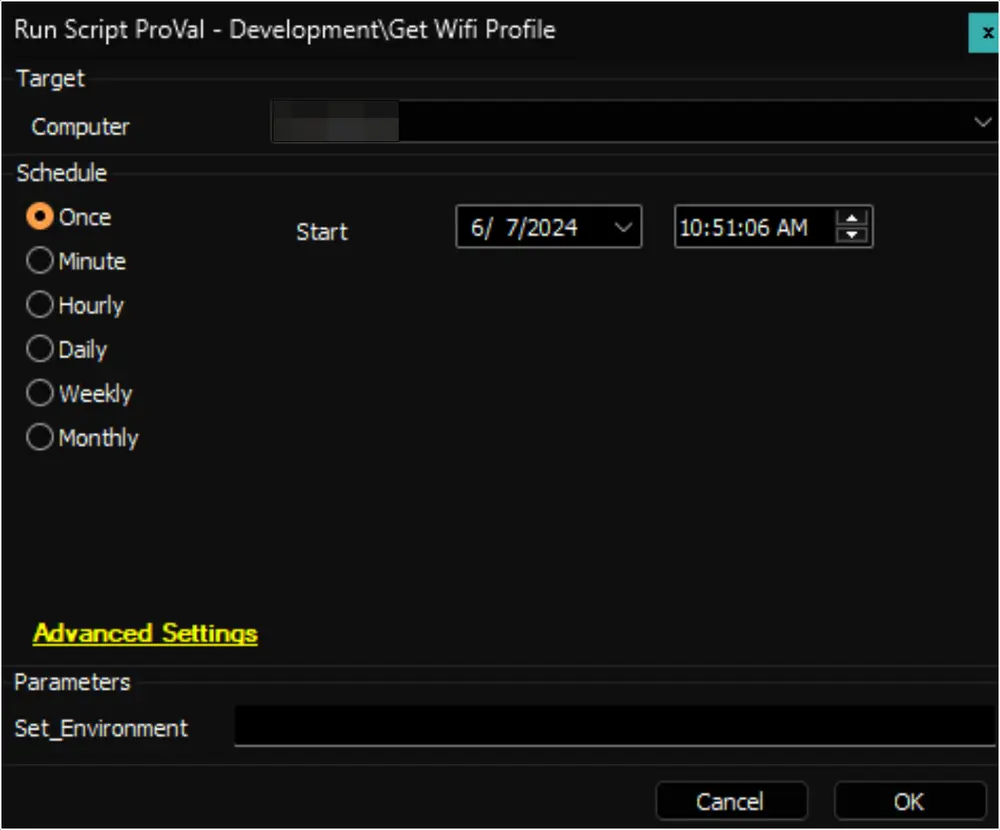 Run Script ProVal - Development\Get Wifi Profile
x
Target
Computer
Schedule
Once
Start 6/ 7/2024 10:51:06 AM
Minute
Hourly
Daily
Weekly
Monthly
Advanced Settings
Parameters
Set_Environment
Cancel OK